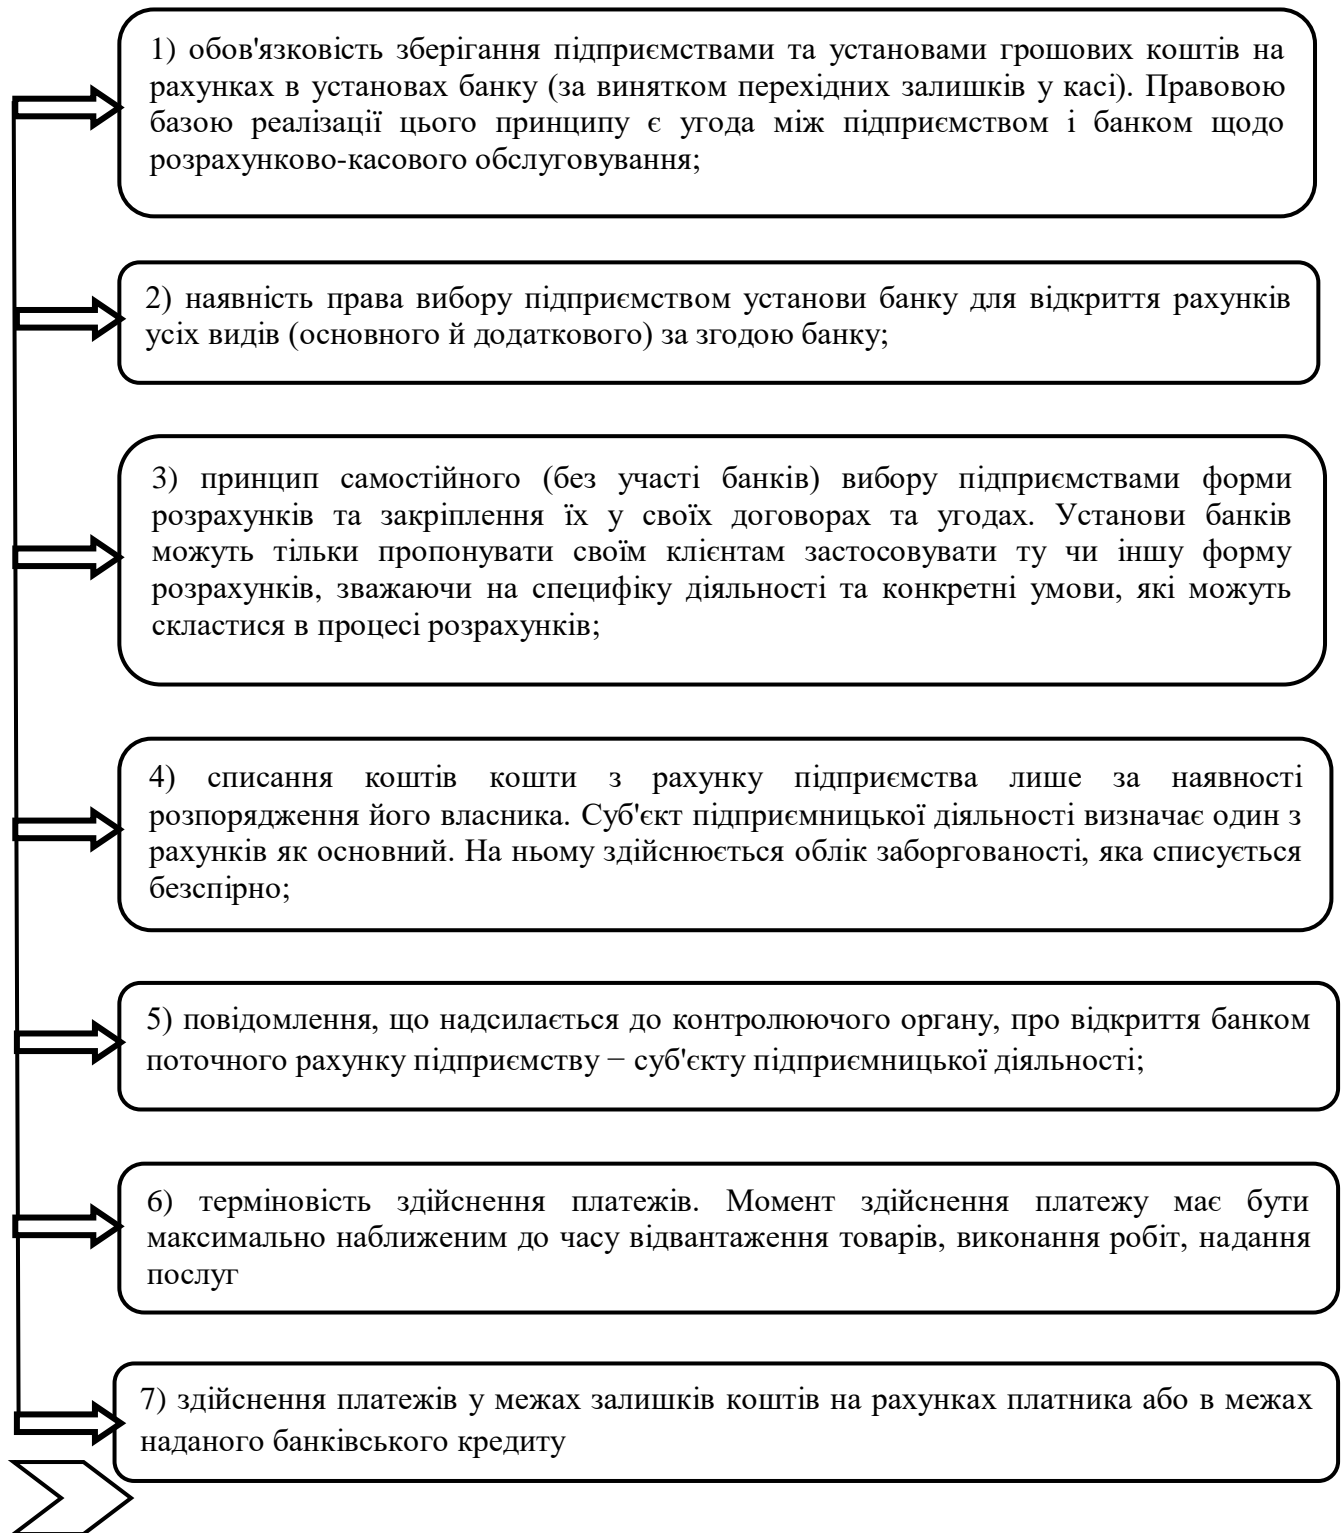 1) обов'язковість зберігання підприємствами та установами грошових коштів на
рахунках в установах банку (за винятком перехідних залишків у касі). Правовою
базою реалізації цього принципу є угода між підприємством і банком щодо
розрахунково-касового обслуговування;
2) наявність права вибору підприємством установи банку для відкриття рахунків
усіх видів (основного й додаткового) за згодою банку;
3) принцип самостійного (без участі банків) вибору підприємствами форми
розрахунків та закріплення їх у своїх договорах та угодах. Установи банків
можуть тільки пропонувати своїм клієнтам застосовувати ту чи іншу форму
розрахунків, зважаючи на специфіку діяльності та конкретні умови, які можуть
скластися в процесі розрахунків;
4) списання коштів кошти з рахунку підприємства лише за наявності
розпорядження його власника. Суб'єкт підприємницької діяльності визначає один з
рахунків як основний. На ньому здійснюється облік заборгованості, яка списується
безспірно;
5) повідомлення, що надсилається до контролюючого органу, про відкриття банком
поточного рахунку підприємству − суб'єкту підприємницької діяльності;
6) терміновість здійснення платежів. Момент здійснення платежу має бути
максимально наближеним до часу відвантаження товарів, виконання робіт, надання
послуг
7) здійснення платежів у межах залишків коштів на рахунках платника або в межах
наданого банківського кредиту